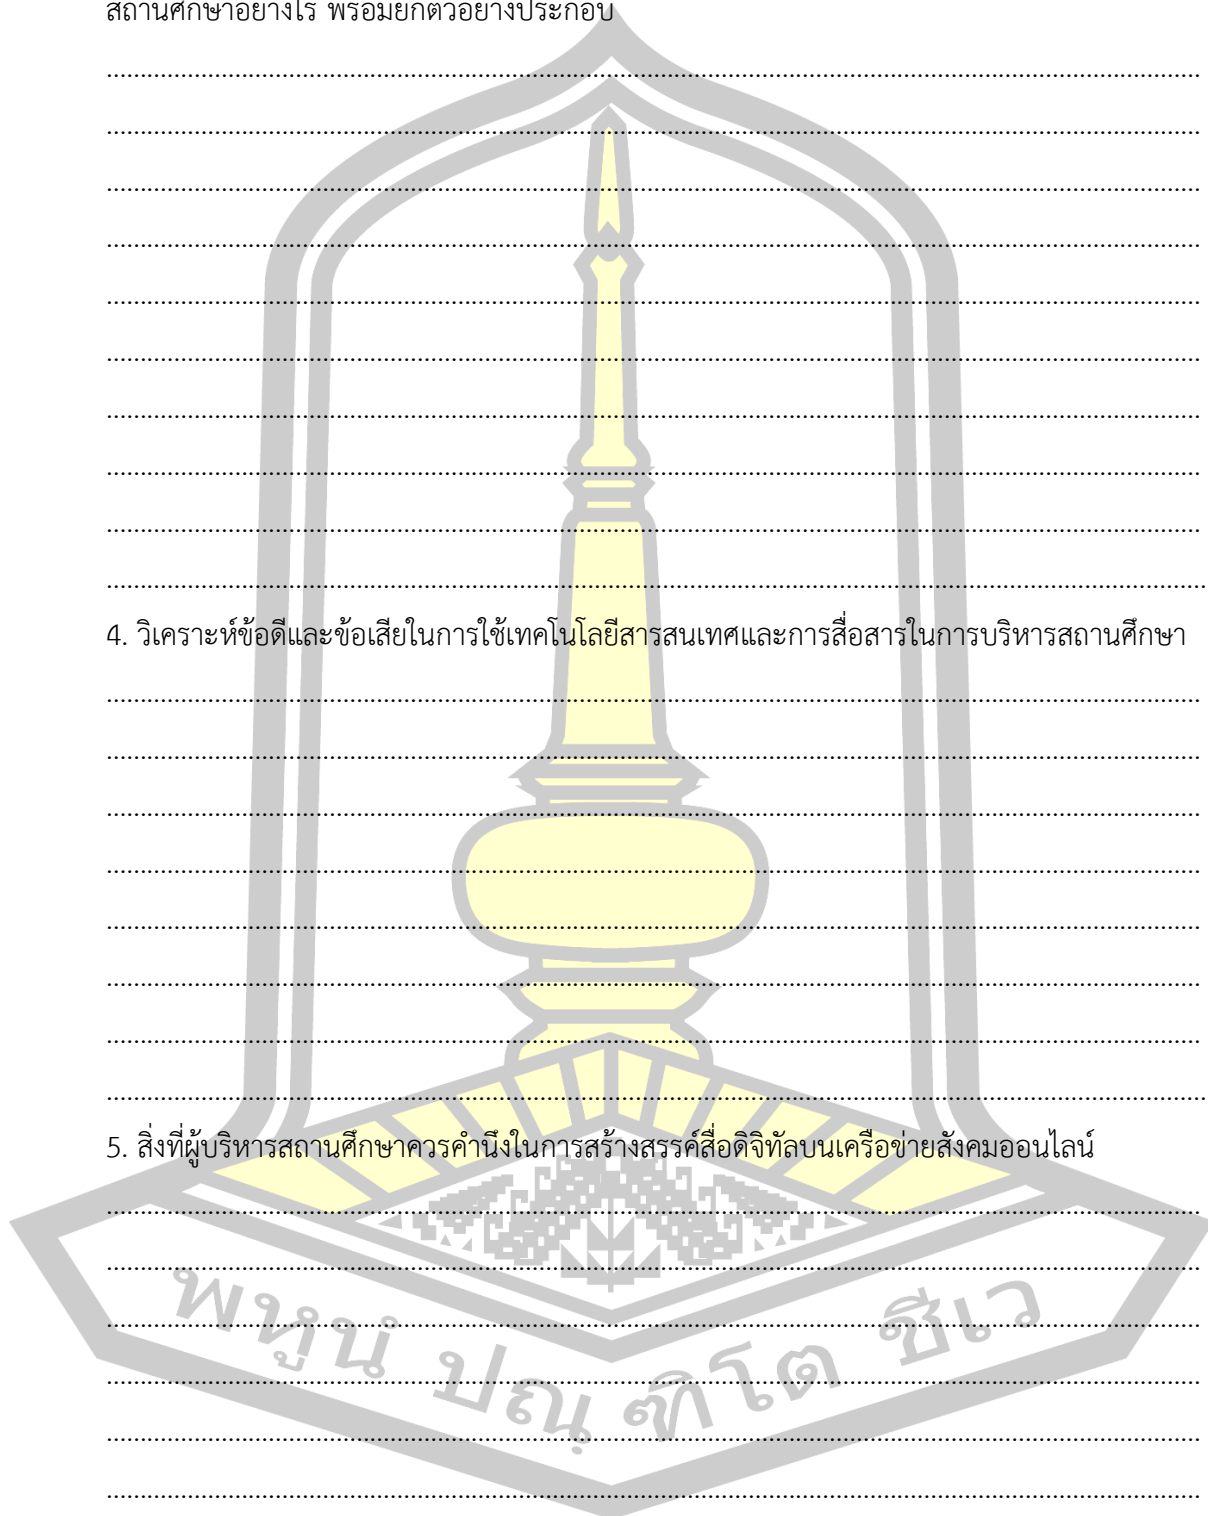 สถานศึกษาอย่างไร พร้อมยกตัวอย่างประกอบ
4. วิเคราะห์ข้อดีและข้อเสียในการใช้เทคโนโลยีสารสนเทศและการสื่อสารในการบริหารสถานศึกษา
5. สิ่งที่ผู้บริหารสถานศึกษาควรคำนึงในการสร้างสรรค์สื่อดิจิทัลบนเครือข่ายสังคมออนไลน์
พหูนํ ปณฺฑิโต ชีเว